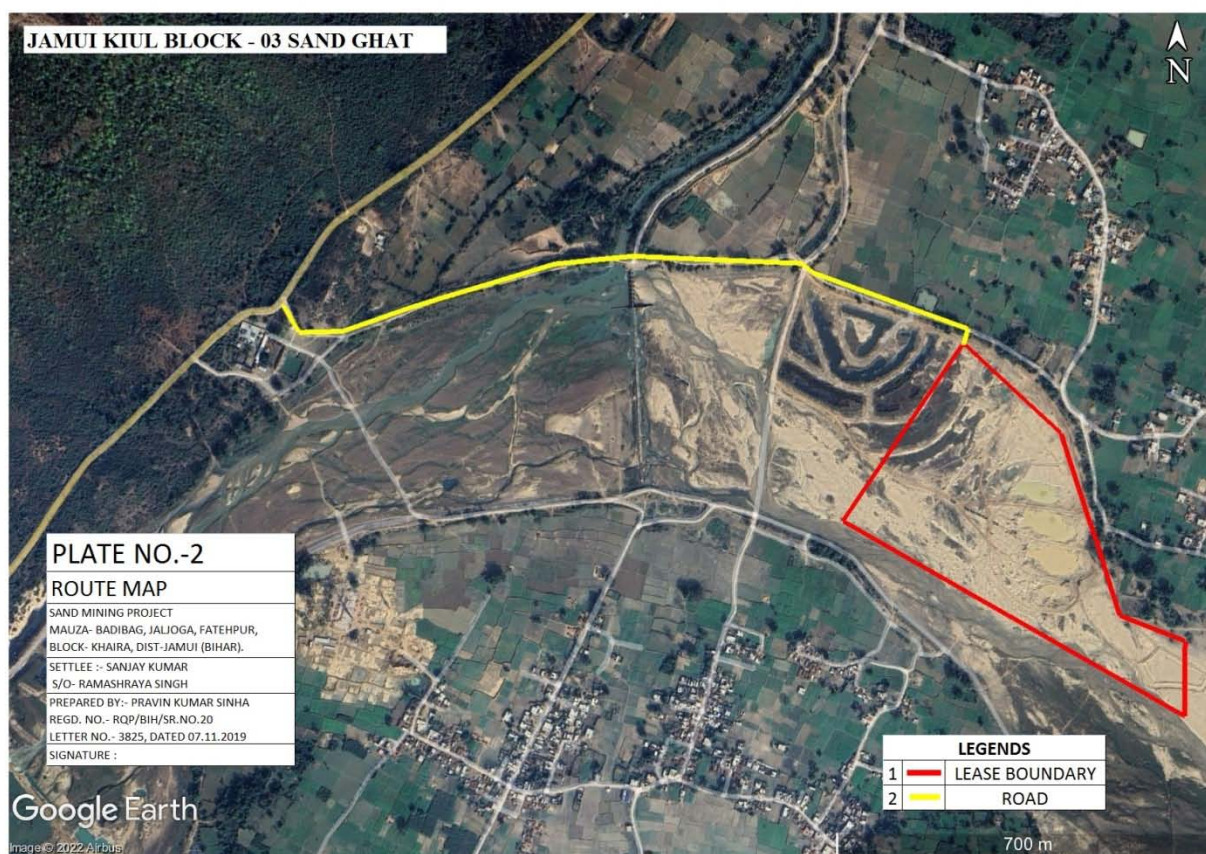 JAMUI KIUL BLOCK - 03 SAND GHAT
N
PLATE NO.-2
ROUTE MAP
SAND MINING PROJECT
MAUZA- BADIBAG, JALJOGA, FATEHPUR,
BLOCK- KHAIRA, DIST-JAMUI (BIHAR).
SETTLEE :- SANJAY KUMAR
S/O- RAMASHRAYA SINGH
PREPARED BY:- PRAVIN KUMAR SINHA
REGD. NO.- RQP/BIH/SR.NO.20
LETTER NO.- 3825, DATED 07.11.2019
SIGNATURE :
LEGENDS
1 LEASE BOUNDARY
2 ROAD
Google Earth
Image © 2022 Airbus
700 m